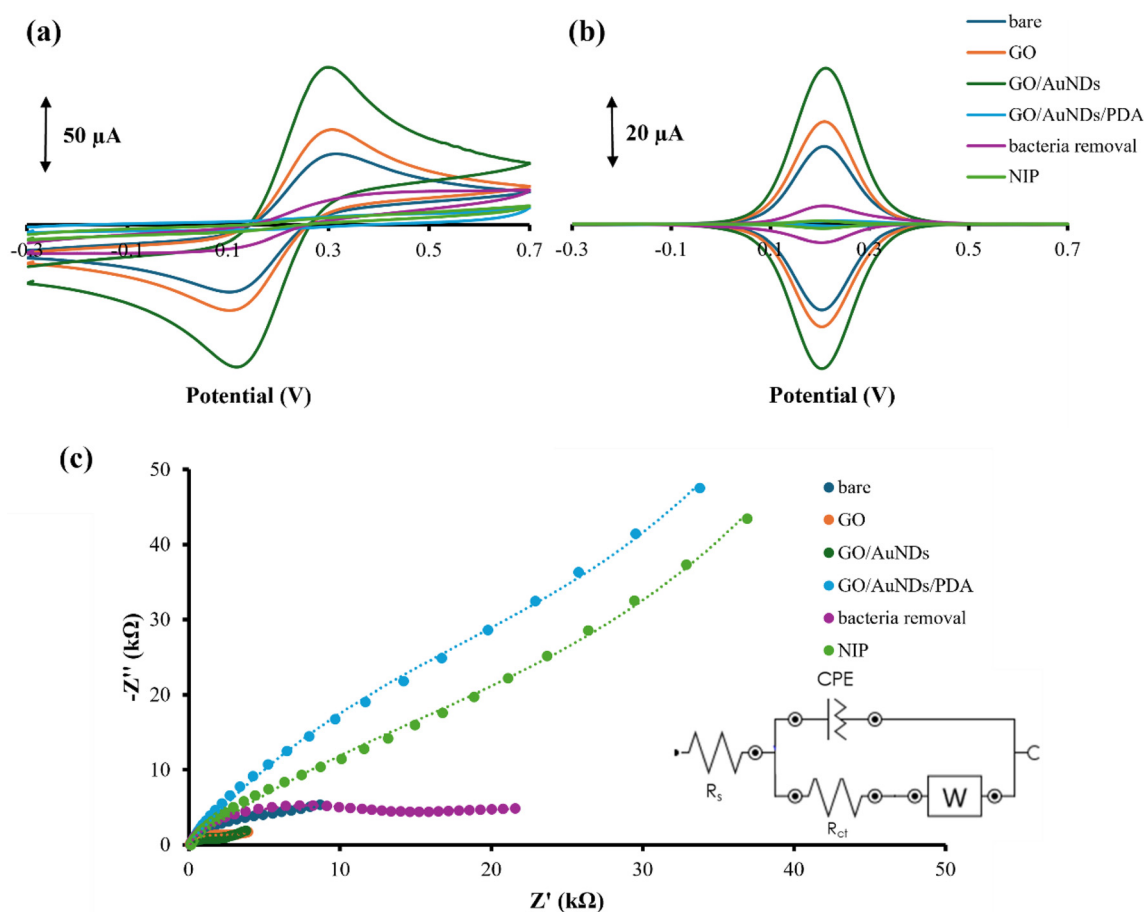 (a)
(b)
50 µA
20 µA
bare
GO
GO/AuNDs
GO/AuNDs/PDA
bacteria removal
NIP
-0.3
-0.1
0.1
0.3
0.5
0.7
-0.3
-0.1
0.1
0.3
0.5
0.7
Potential (V)
Potential (V)
(c)
50
40
30
20
10
0
-Z'' (kΩ)
bare
GO
GO/AuNDs
GO/AuNDs/PDA
bacteria removal
NIP
CPE
Rs
Rct
W
0
10
20
30
40
50
Z' (kΩ)